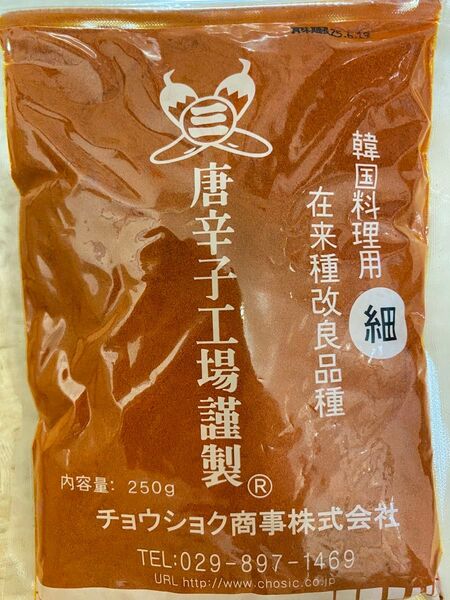 三
韓国料理用
在来種改良品種
細
唐辛子工場謹製
®
内容量: 250g
チョウショク商事株式会社
TEL:029-897-1469
URL http://www.chosic.co.jp